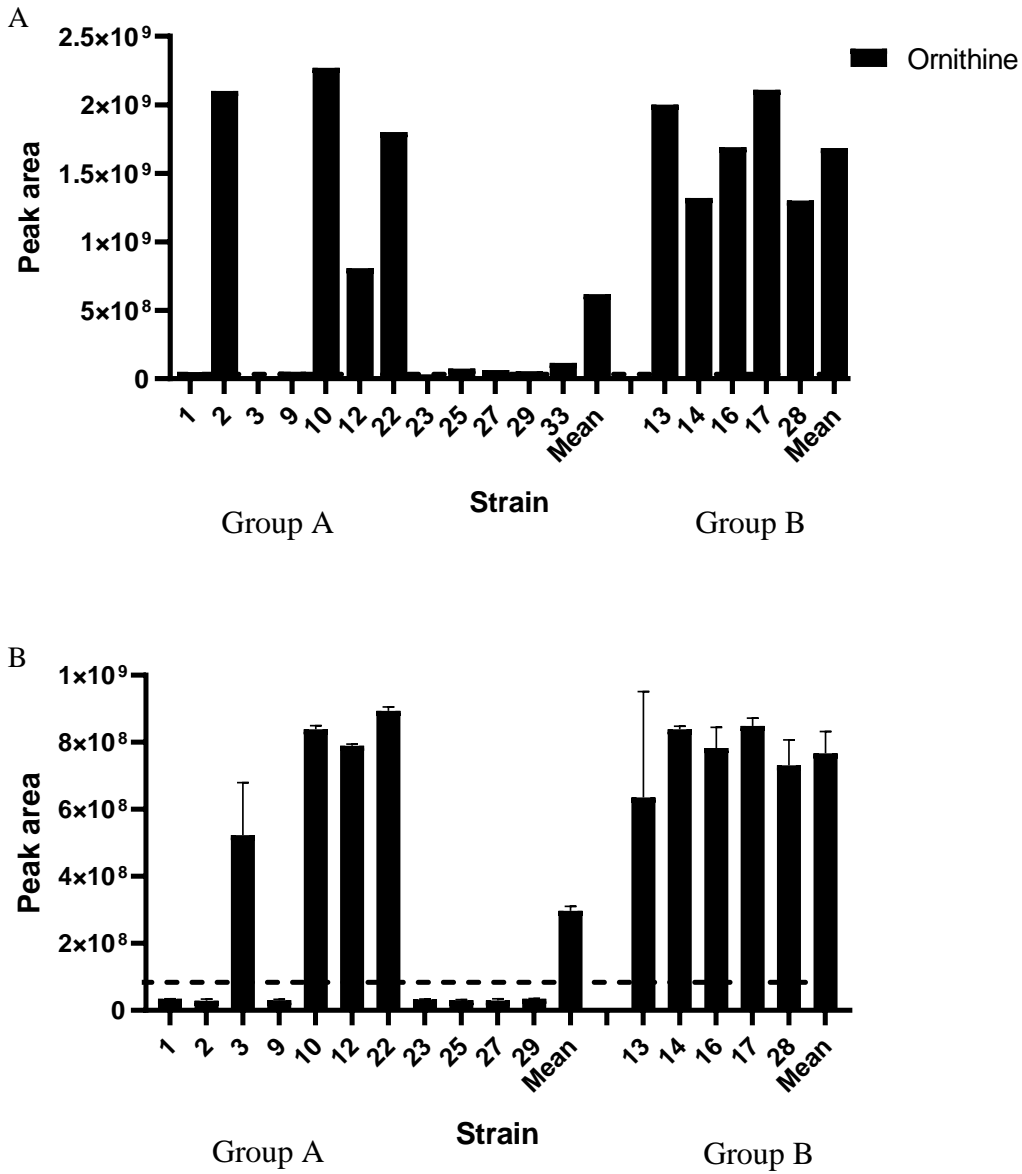 A
2.5×10⁹
2×10⁹
1.5×10⁹
1×10⁹
5×10⁸
0
Peak area
Ornithine
1 2 3 9 10 12 22 23 25 27 29 33 Mean 13 14 16 17 28 Mean
Strain
Group A Group B
B
1×10⁹
8×10⁸
6×10⁸
4×10⁸
2×10⁸
0
Peak area
1 2 3 9 10 12 22 23 25 27 29 Mean 13 14 16 17 28 Mean
Strain
Group A Group B